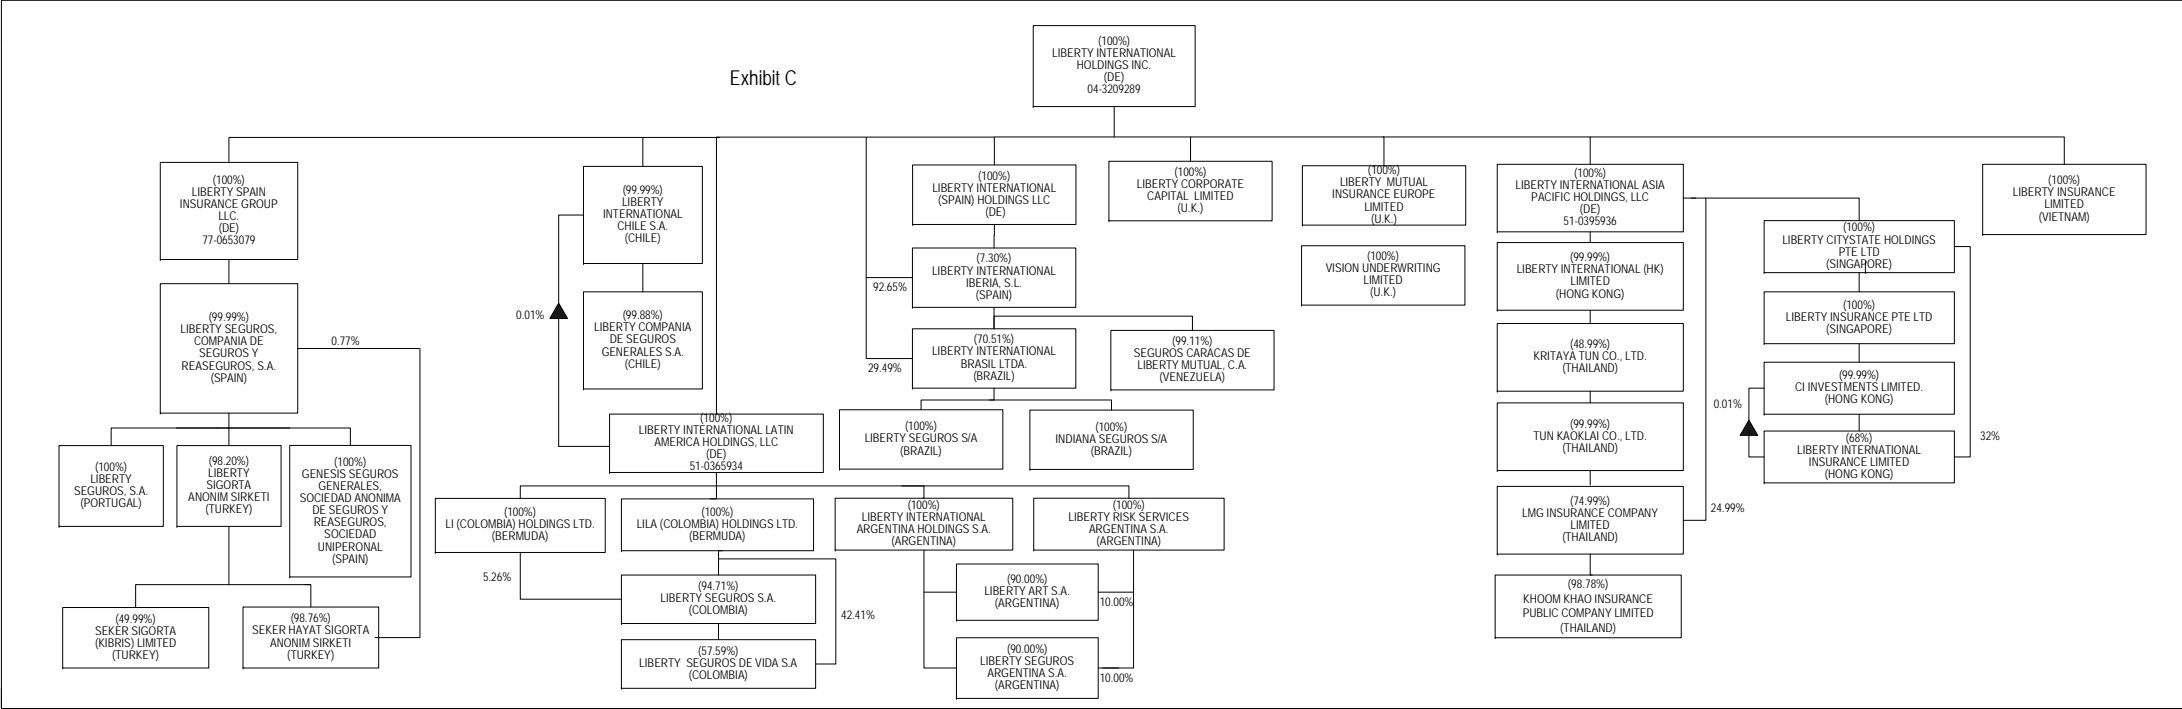 (100%)
LIBERTY INTERNATIONAL
HOLDINGS INC.
(DE)
04-3209289
Exhibit C
(100%)
LIBERTY SPAIN
INSURANCE GROUP
LLC.
(DE)
77-0653079
(99.99%)
LIBERTY
INTERNATIONAL
CHILE S.A.
(CHILE)
(100%)
LIBERTY INTERNATIONAL
(SPAIN) HOLDINGS LLC
(DE)
(100%)
LIBERTY CORPORATE
CAPITAL LIMITED
(U.K.)
(100%)
LIBERTY MUTUAL
INSURANCE EUROPE
LIMITED
(U.K.)
(100%)
LIBERTY INTERNATIONAL ASIA
PACIFIC HOLDINGS, LLC
(DE)
51-0395936
(100%)
LIBERTY INSURANCE
LIMITED
(VIETNAM)
(100%)
LIBERTY CITYSTATE HOLDINGS
PTE LTD
(SINGAPORE)
(99.99%)
LIBERTY SEGUROS,
COMPANIA DE
SEGUROS Y
REASEGUROS, S.A.
(SPAIN)
0.77%
0.01%
(99.88%)
LIBERTY COMPANIA
DE SEGUROS
GENERALES S.A.
(CHILE)
92.65%
(7.30%)
LIBERTY INTERNATIONAL
IBERIA, S.L.
(SPAIN)
(100%)
VISION UNDERWRITING
LIMITED
(U.K.)
(99.99%)
LIBERTY INTERNATIONAL (HK)
LIMITED
(HONG KONG)
(100%)
LIBERTY INSURANCE PTE LTD
(SINGAPORE)
29.49%
(70.51%)
LIBERTY INTERNATIONAL
BRASIL LTDA.
(BRAZIL)
(99.11%)
SEGUROS CARACAS DE
LIBERTY MUTUAL, C.A.
(VENEZUELA)
(48.99%)
KRITAYA TUN CO., LTD.
(THAILAND)
0.01%
(99.99%)
CI INVESTMENTS LIMITED.
(HONG KONG)
(100%)
LIBERTY INTERNATIONAL LATIN
AMERICA HOLDINGS, LLC
(DE)
51-0365934
(100%)
LIBERTY SEGUROS S/A
(BRAZIL)
(100%)
INDIANA SEGUROS S/A
(BRAZIL)
(99.99%)
TUN KAOKLAI CO., LTD.
(THAILAND)
(68%)
LIBERTY INTERNATIONAL
INSURANCE LIMITED
(HONG KONG)
32%
(100%)
LIBERTY
SEGUROS, S.A.
(PORTUGAL)
(98.20%)
LIBERTY
SIGORTA
ANONIM SIRKETI
(TURKEY)
(100%)
GENESIS SEGUROS
GENERALES,
SOCIEDAD ANONIMA
DE SEGUROS Y
REASEGUROS,
SOCIEDAD
UNIPERONAL
(SPAIN)
(100%)
LI (COLOMBIA) HOLDINGS LTD.
(BERMUDA)
(100%)
LILA (COLOMBIA) HOLDINGS LTD.
(BERMUDA)
(100%)
LIBERTY INTERNATIONAL
ARGENTINA HOLDINGS S.A.
(ARGENTINA)
(100%)
LIBERTY RISK SERVICES
ARGENTINA S.A.
(ARGENTINA)
(74.99%)
LMG INSURANCE COMPANY
LIMITED
(THAILAND)
24.99%
5.26%
(94.71%)
LIBERTY SEGUROS S.A.
(COLOMBIA)
42.41%
(90.00%)
LIBERTY ART S.A.
(ARGENTINA)
10.00%
(98.78%)
KHOOM KHAO INSURANCE
PUBLIC COMPANY LIMITED
(THAILAND)
(49.99%)
SEKER SIGORTA
(KIBRIS) LIMITED
(TURKEY)
(98.76%)
SEKER HAYAT SIGORTA
ANONIM SIRKETI
(TURKEY)
(57.59%)
LIBERTY SEGUROS DE VIDA S.A
(COLOMBIA)
(90.00%)
LIBERTY SEGUROS
ARGENTINA S.A.
(ARGENTINA)
10.00%